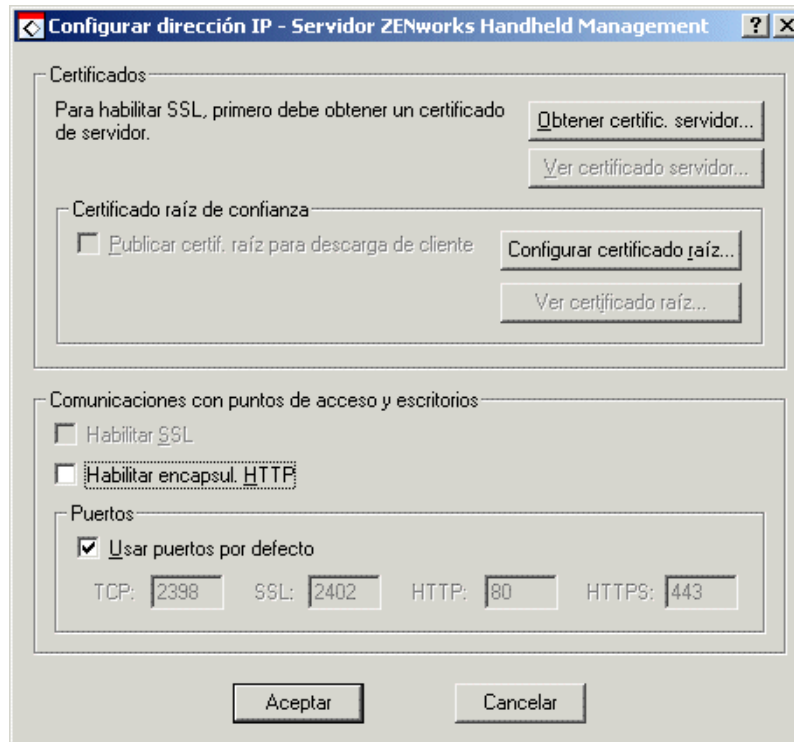 Configurar dirección IP - Servidor ZENworks Handheld Management
Certificados
Para habilitar SSL, primero debe obtener un certificado
de servidor.
Obtener certific. servidor...
Ver certificado servidor...
Certificado raíz de confianza
Publicar certif. raíz para descarga de cliente
Configurar certificado raíz...
Ver certificado raíz...
Comunicaciones con puntos de acceso y escritorios
Habilitar SSL
Habilitar encapsul. HTTP
Puertos
Usar puertos por defecto
TCP: 2398 SSL: 2402 HTTP: 80 HTTPS: 443
Aceptar Cancelar